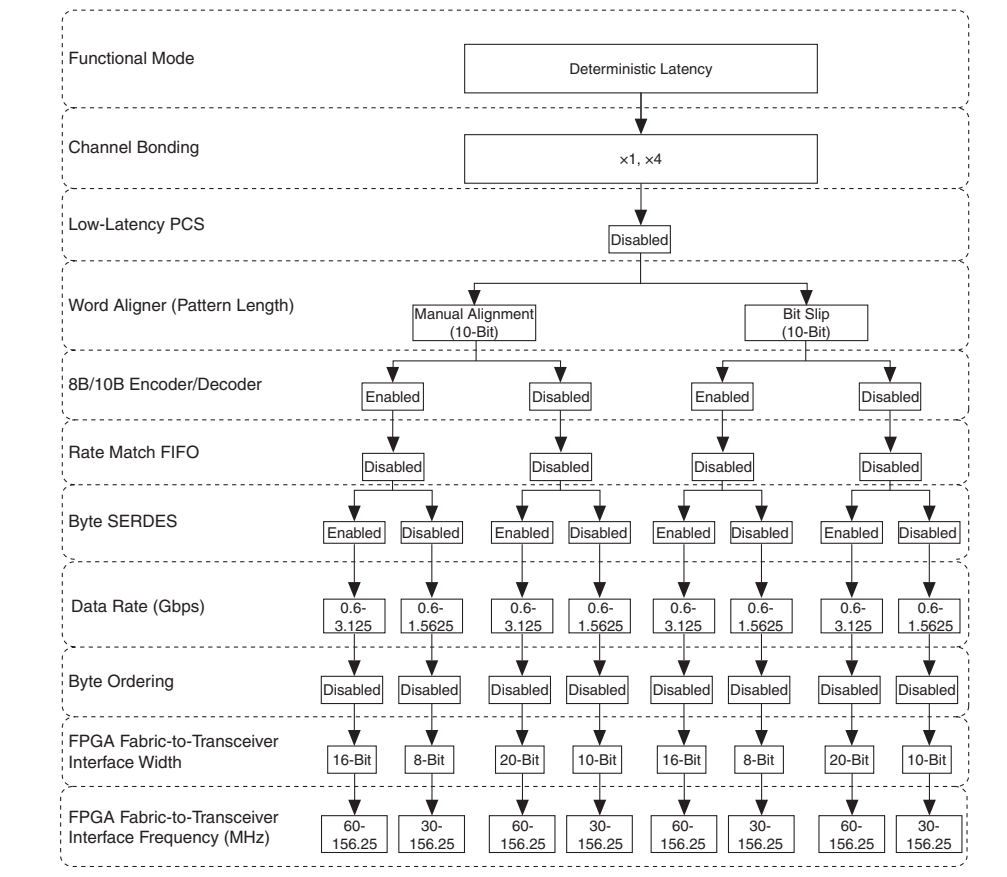 Functional Mode
Deterministic Latency
Channel Bonding
×1, ×4
Low-Latency PCS
Disabled
Word Aligner (Pattern Length)
Manual Alignment
(10-Bit)
Bit Slip
(10-Bit)
8B/10B Encoder/Decoder
Enabled
Disabled
Enabled
Disabled
Rate Match FIFO
Disabled
Disabled
Disabled
Disabled
Byte SERDES
Enabled
Disabled
Enabled
Disabled
Enabled
Disabled
Enabled
Disabled
Data Rate (Gbps)
0.6-
3.125
0.6-
1.5625
0.6-
3.125
0.6-
1.5625
0.6-
3.125
0.6-
1.5625
0.6-
3.125
0.6-
1.5625
Byte Ordering
Disabled
Disabled
Disabled
Disabled
Disabled
Disabled
Disabled
Disabled
FPGA Fabric-to-Transceiver
Interface Width
16-Bit
8-Bit
20-Bit
10-Bit
16-Bit
8-Bit
20-Bit
10-Bit
FPGA Fabric-to-Transceiver
Interface Frequency (MHz)
60-
156.25
30-
156.25
60-
156.25
30-
156.25
60-
156.25
30-
156.25
60-
156.25
30-
156.25